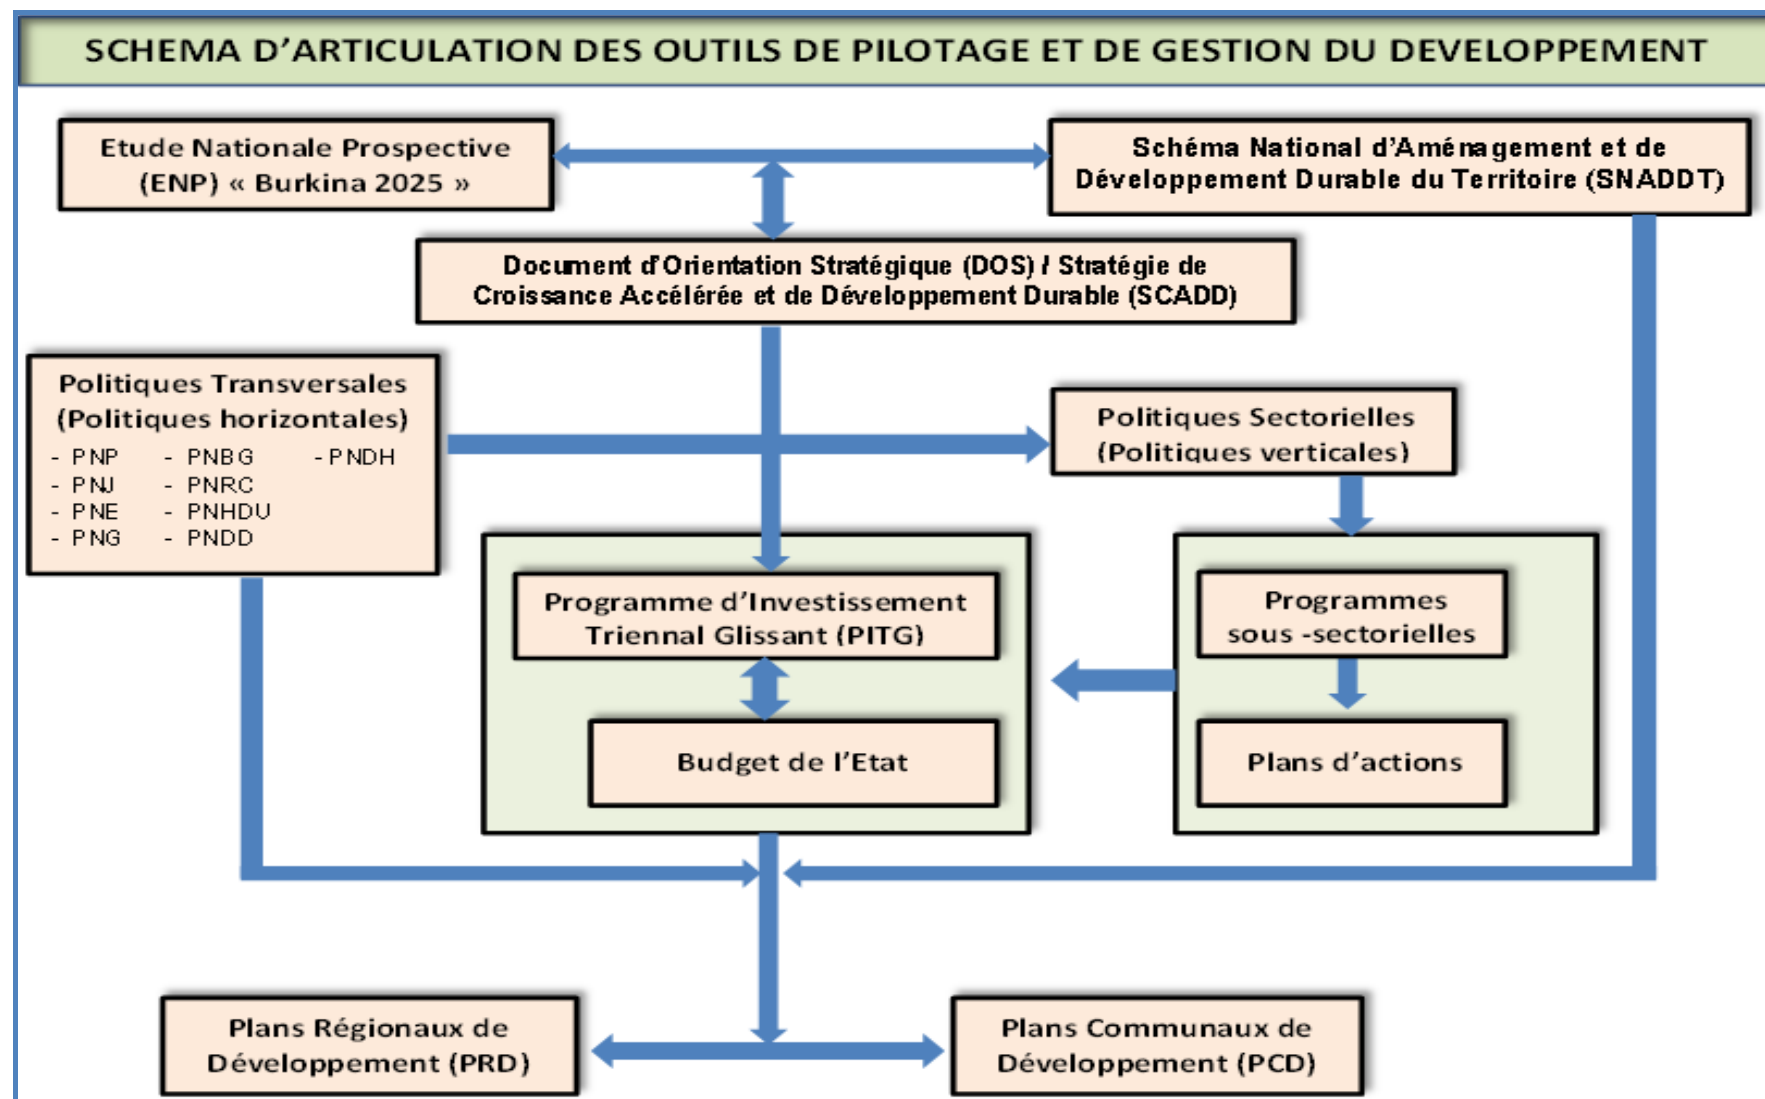 SCHEMA D’ARTICULATION DES OUTILS DE PILOTAGE ET DE GESTION DU DEVELOPPEMENT
Etude Nationale Prospective
(ENP) « Burkina 2025 »
Schéma National d’Aménagement et de
Développement Durable du Territoire (SNADDT)
Document d’Orientation Stratégique (DOS) / Stratégie de
Croissance Accélérée et de Développement Durable (SCADD)
Politiques Transversales
(Politiques horizontales)
- PNP - PNBG - PNDH
- PNJ - PNRC
- PNE - PNHDU
- PNG - PNDD
Politiques Sectorielles
(Politiques verticales)
Programme d’Investissement
Triennal Glissant (PITG)
Budget de l’Etat
Programmes
sous -sectorielles
Plans d’actions
Plans Régionaux de
Développement (PRD)
Plans Communaux de
Développement (PCD)